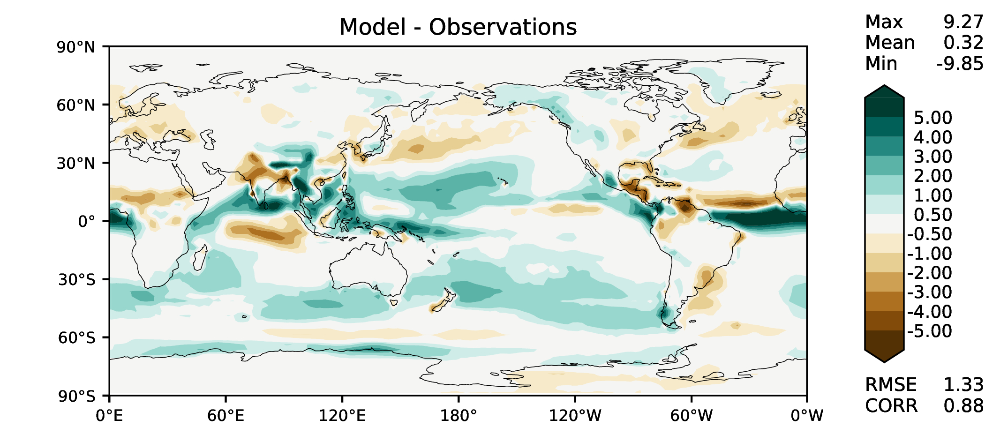 Model - Observations
Max 9.27
Mean 0.32
Min -9.85
90°N
60°N
30°N
0°
30°S
60°S
90°S
0°E 60°E 120°E 180° 120°W 60°W 0°W
5.00
4.00
3.00
2.00
1.00
0.50
-0.50
-1.00
-2.00
-3.00
-4.00
-5.00
RMSE 1.33
CORR 0.88